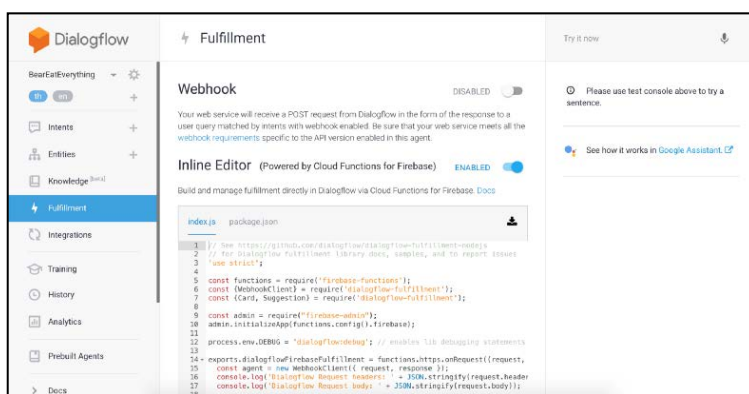 Dialogflow
BearEatEverything
th en
Intents
Entities
Knowledge [beta]
Fulfillment
Integrations
Training
History
Analytics
Prebuilt Agents
Docs
Fulfillment
Webhook
DISABLED
Your web service will receive a POST request from Dialogflow in the form of the response to a
user query matched by intents with webhook enabled. Be sure that your web service meets all the
webhook requirements specific to the API version enabled in this agent.
Inline Editor (Powered by Cloud Functions for Firebase) ENABLED
Build and manage fulfillment directly in Dialogflow via Cloud Functions for Firebase. Docs
index.js package.json
1 // See https://github.com/dialogflow/dialogflow-fulfillment-nodejs
2 // for Dialogflow fulfillment library docs, samples, and to report issues
3 'use strict';
4
5 const functions = require('firebase-functions');
6 const {WebhookClient} = require('dialogflow-fulfillment');
7 const {Card, Suggestion} = require('dialogflow-fulfillment');
8
9 const admin = require("firebase-admin");
10 admin.initializeApp(functions.config().firebase);
11
12 process.env.DEBUG = 'dialogflow:debug'; // enables lib debugging statements
13
14 exports.dialogflowFirebaseFulfillment = functions.https.onRequest((request,
15 const agent = new WebhookClient({ request, response });
16 console.log('Dialogflow Request headers: ' + JSON.stringify(request.header
17 console.log('Dialogflow Request body: ' + JSON.stringify(request.body));
Try it now
Please use test console above to try a
sentence.
See how it works in Google Assistant.